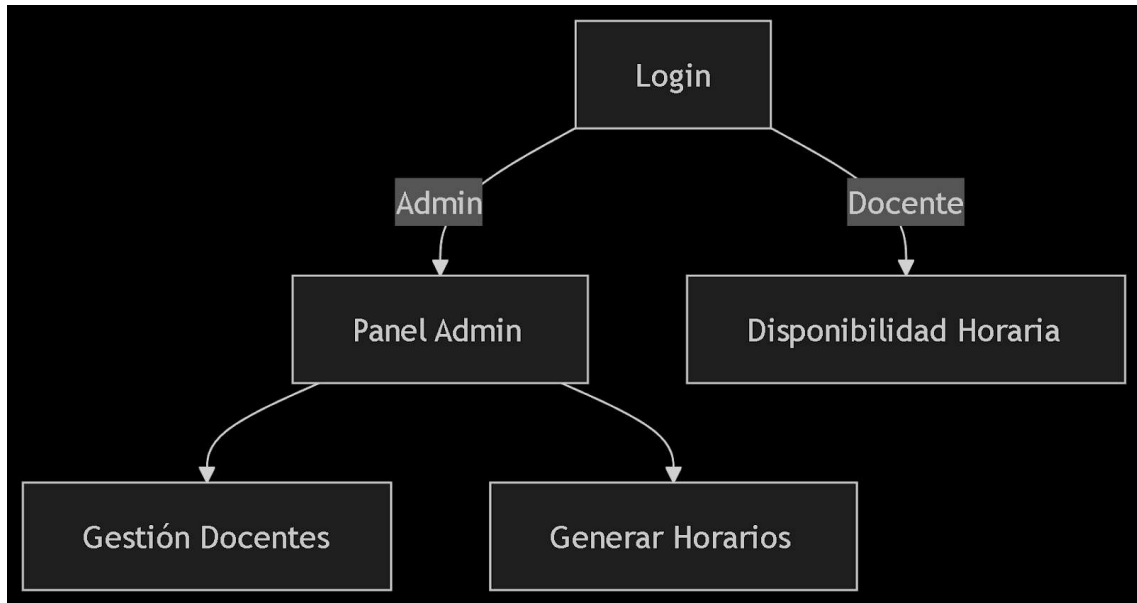 Login
Admin
Docente
Panel Admin
Disponibilidad Horaria
Gestión Docentes
Generar Horarios